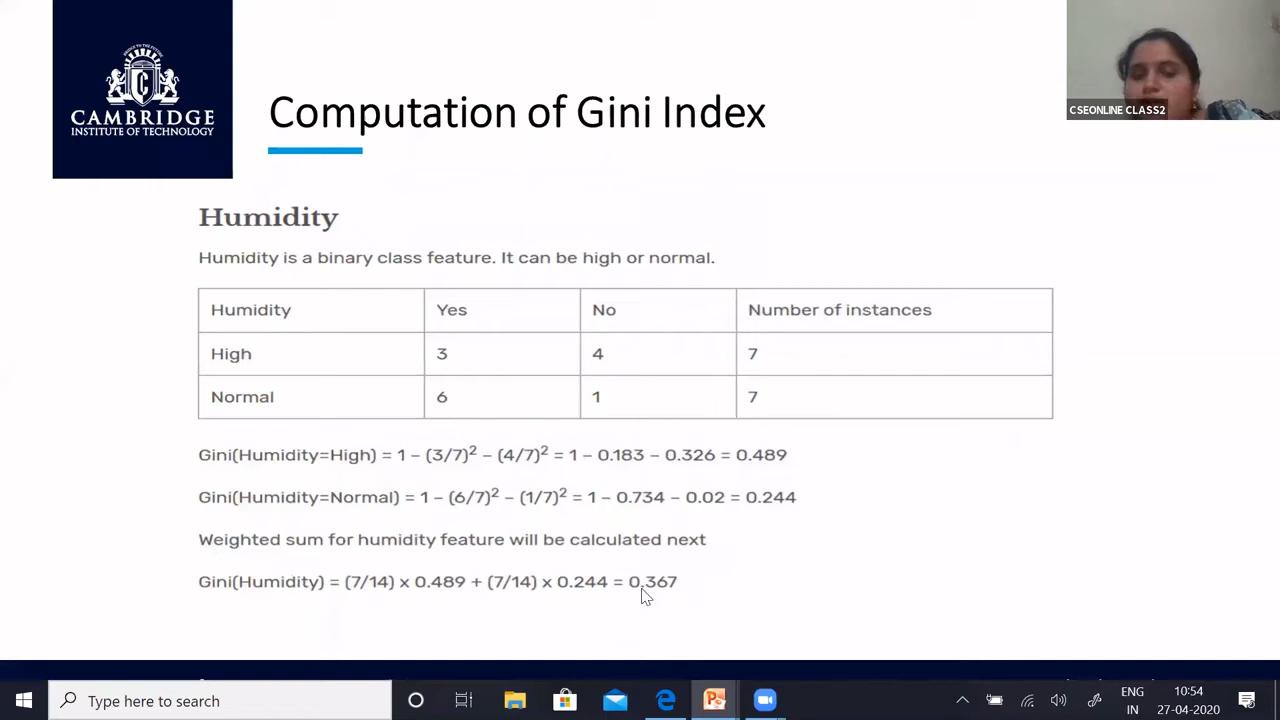 CAMBRIDGE
INSTITUTE OF TECHNOLOGY
Computation of Gini Index
CSEONLINE CLASS2
Humidity
Humidity is a binary class feature. It can be high or normal.
Humidity Yes No Number of instances
High 3 4 7
Normal 6 1 7
Gini(Humidity=High) = 1 – (3/7)² – (4/7)² = 1 – 0.183 – 0.326 = 0.489
Gini(Humidity=Normal) = 1 – (6/7)² – (1/7)² = 1 – 0.734 – 0.02 = 0.244
Weighted sum for humidity feature will be calculated next
Gini(Humidity) = (7/14) x 0.489 + (7/14) x 0.244 = 0.367
Type here to search
ENG
IN
10:54
27-04-2020